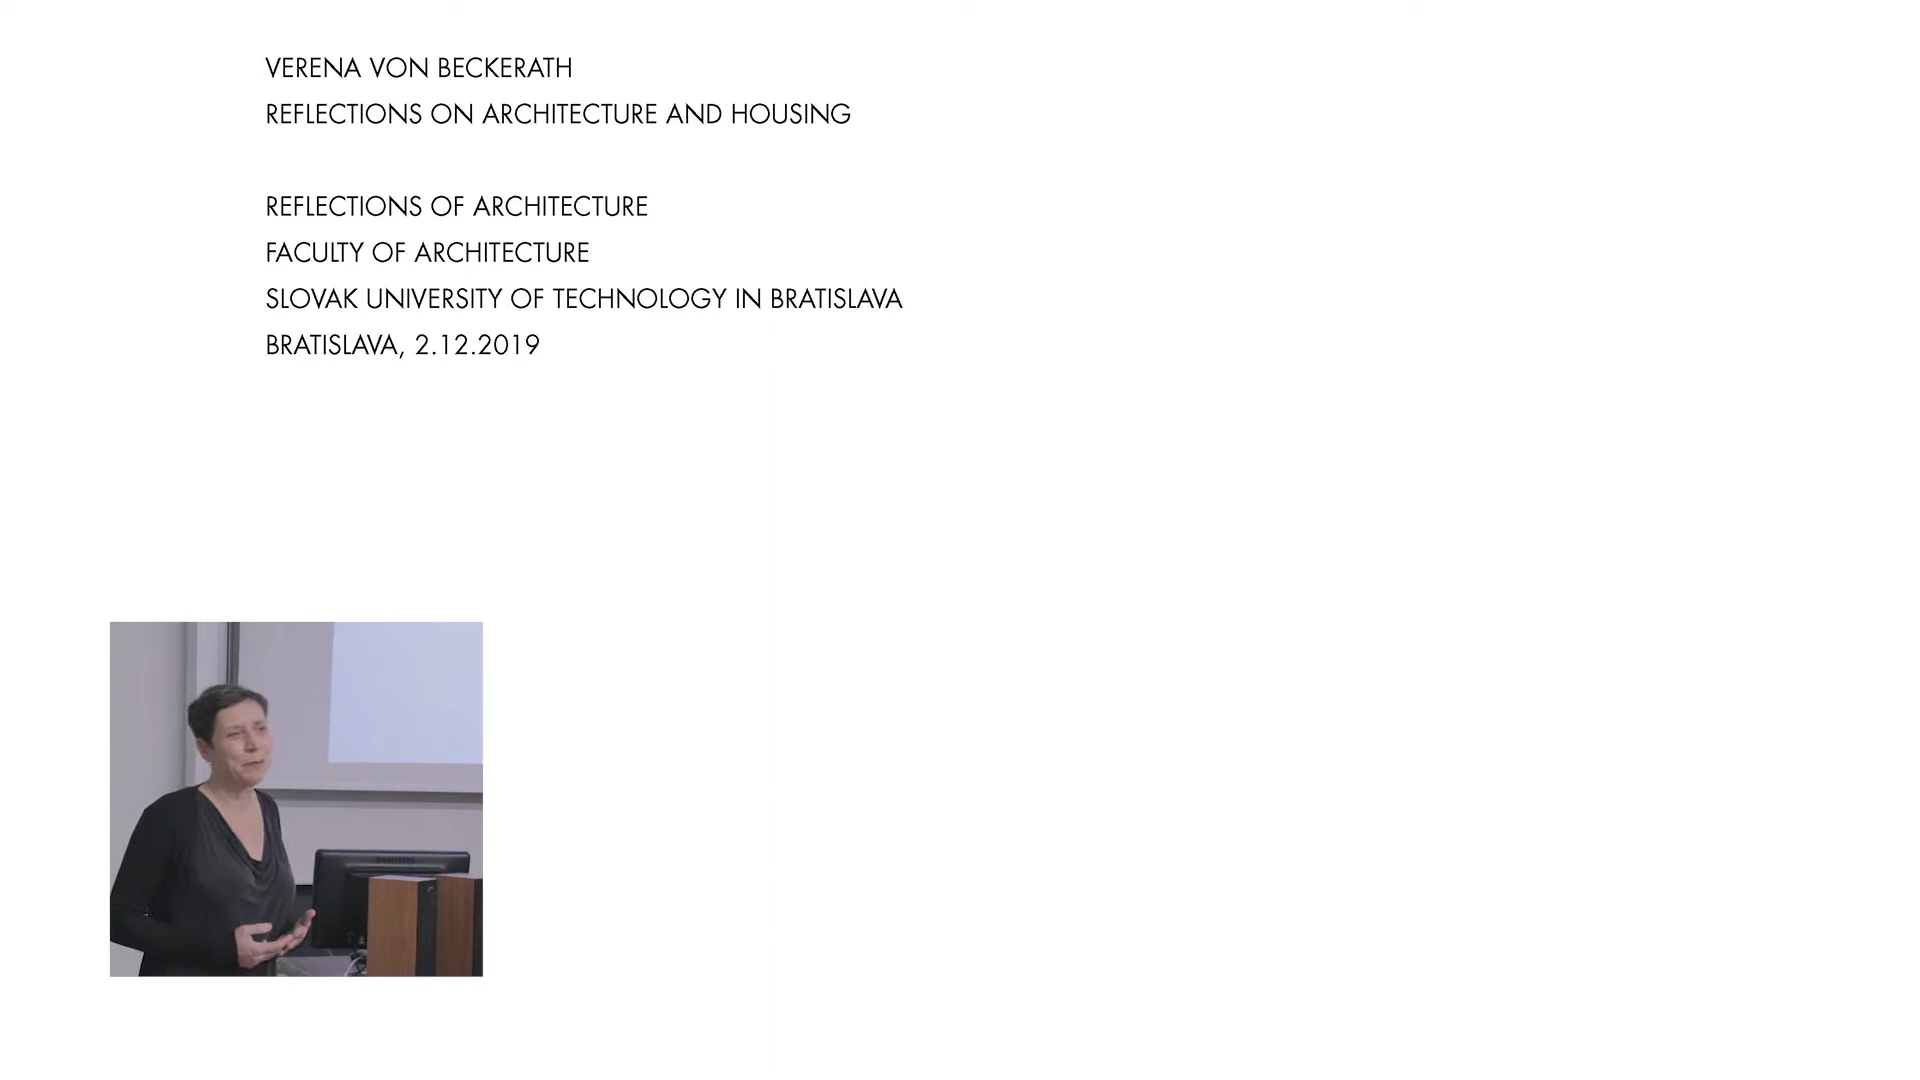 VERENA VON BECKERATH
REFLECTIONS ON ARCHITECTURE AND HOUSING
REFLECTIONS OF ARCHITECTURE
FACULTY OF ARCHITECTURE
SLOVAK UNIVERSITY OF TECHNOLOGY IN BRATISLAVA
BRATISLAVA, 2.12.2019